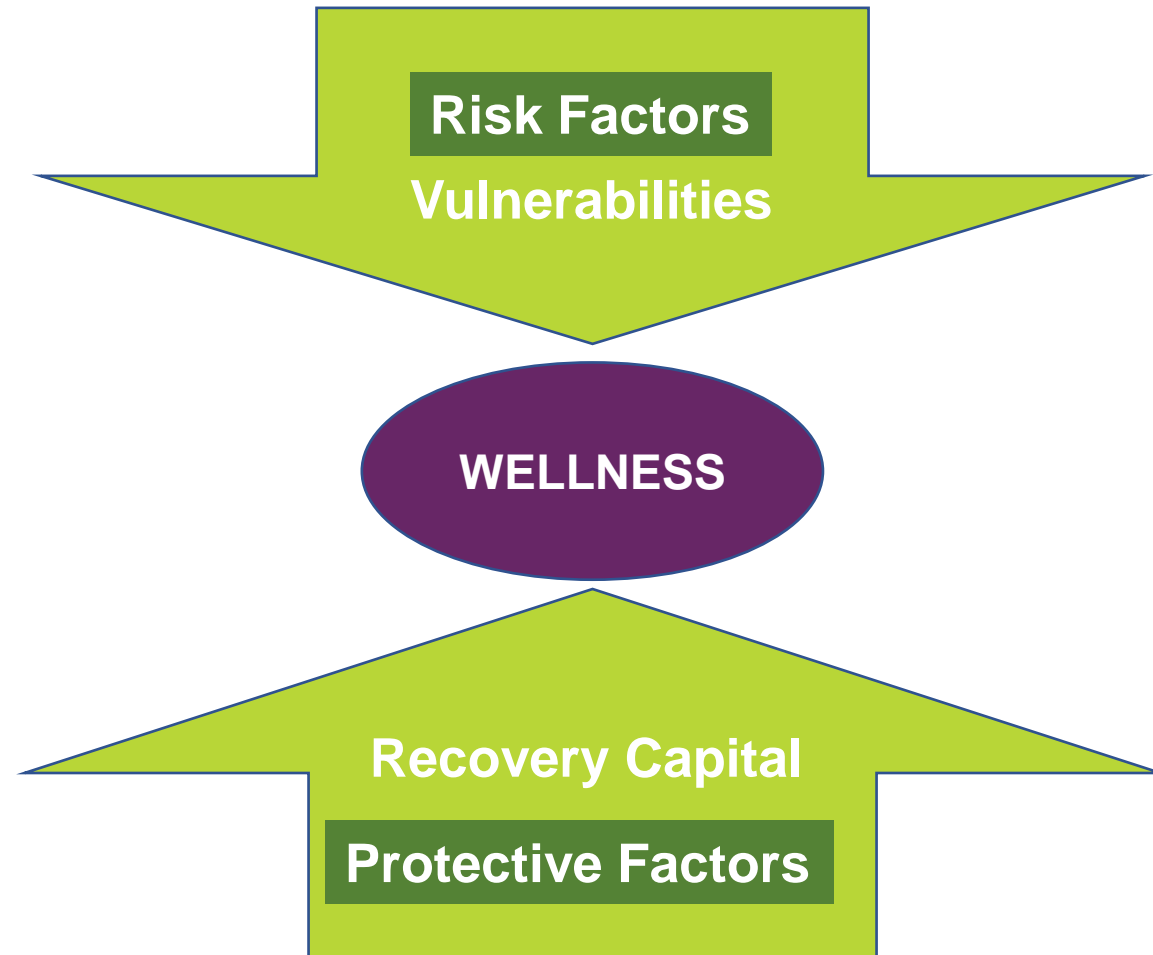 Risk Factors
Vulnerabilities
WELLNESS
Recovery Capital
Protective Factors